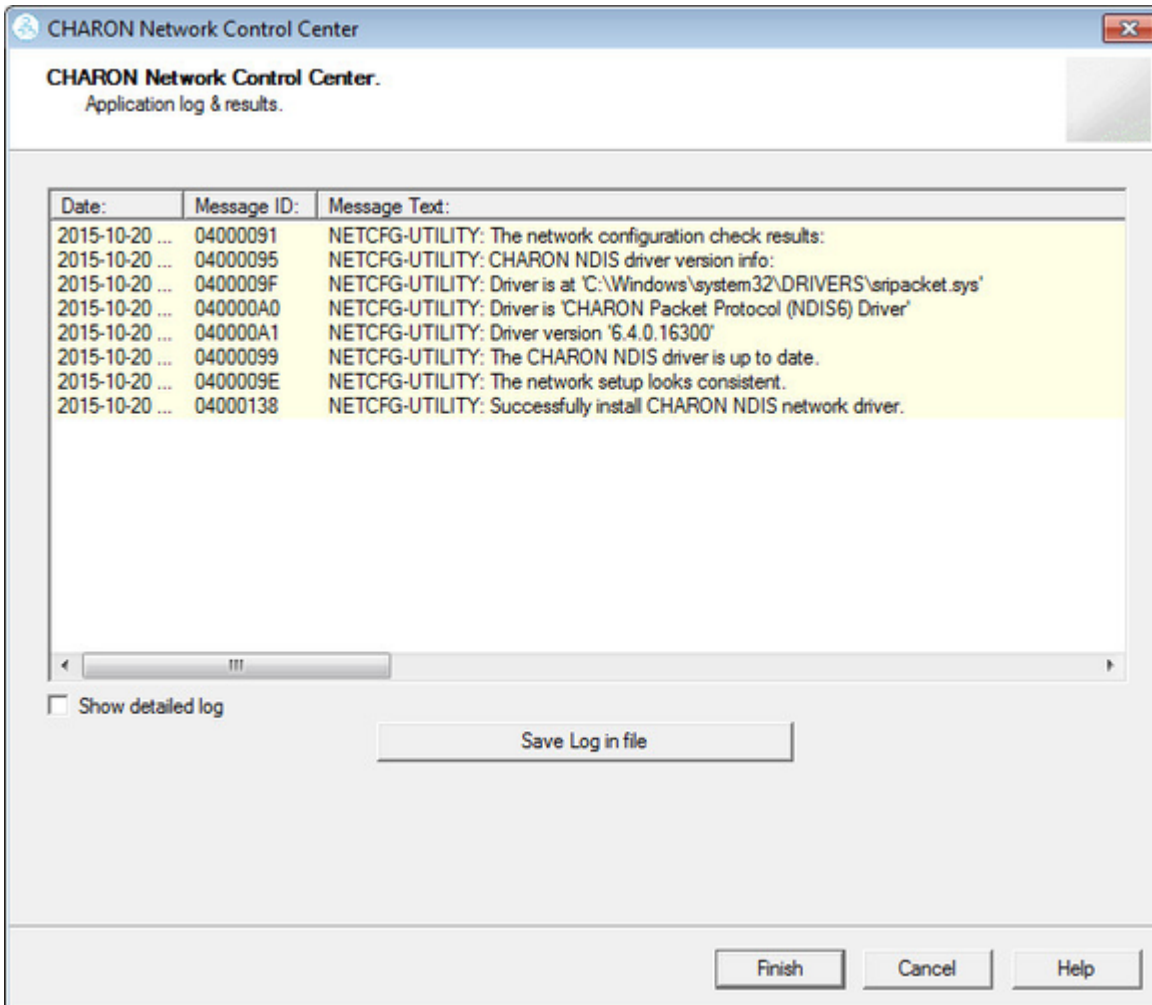 CHARON Network Control Center
CHARON Network Control Center.
Application log & results.
Date: Message ID: Message Text:
2015-10-20 ... 04000091 NETCFG-UTILITY: The network configuration check results:
2015-10-20 ... 04000095 NETCFG-UTILITY: CHARON NDIS driver version info:
2015-10-20 ... 0400009F NETCFG-UTILITY: Driver is at 'C:\Windows\system32\DRIVERS\sripacket.sys'
2015-10-20 ... 040000A0 NETCFG-UTILITY: Driver is 'CHARON Packet Protocol (NDIS6) Driver'
2015-10-20 ... 040000A1 NETCFG-UTILITY: Driver version '6.4.0.16300'
2015-10-20 ... 04000099 NETCFG-UTILITY: The CHARON NDIS driver is up to date.
2015-10-20 ... 0400009E NETCFG-UTILITY: The network setup looks consistent.
2015-10-20 ... 04000138 NETCFG-UTILITY: Successfully install CHARON NDIS network driver.
Show detailed log
Save Log in file
Finish Cancel Help